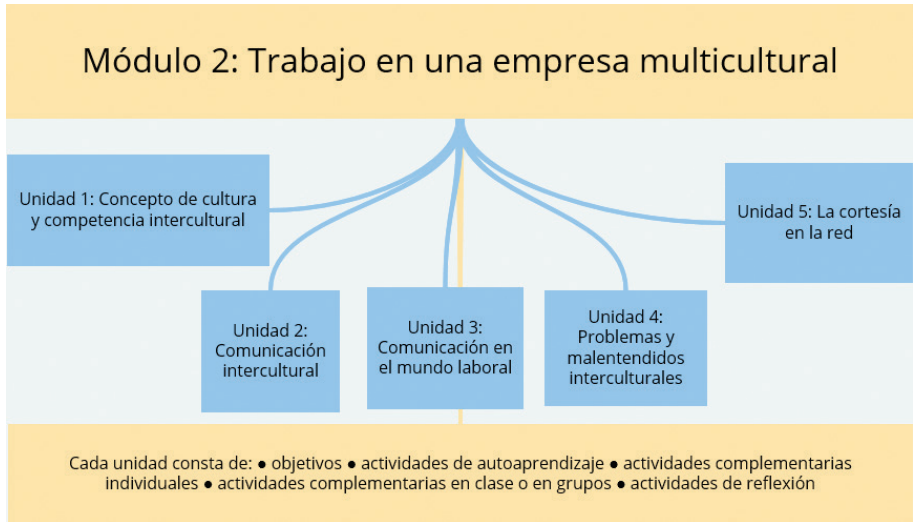 Módulo 2: Trabajo en una empresa multicultural
Unidad 1: Concepto de cultura
y competencia intercultural
Unidad 2:
Comunicación
intercultural
Unidad 3:
Comunicación en
el mundo laboral
Unidad 4:
Problemas y
malentendidos
interculturales
Unidad 5: La cortesía
en la red
Cada unidad consta de: ● objetivos ● actividades de autoaprendizaje ● actividades complementarias
individuales ● actividades complementarias en clase o en grupos ● actividades de reflexión